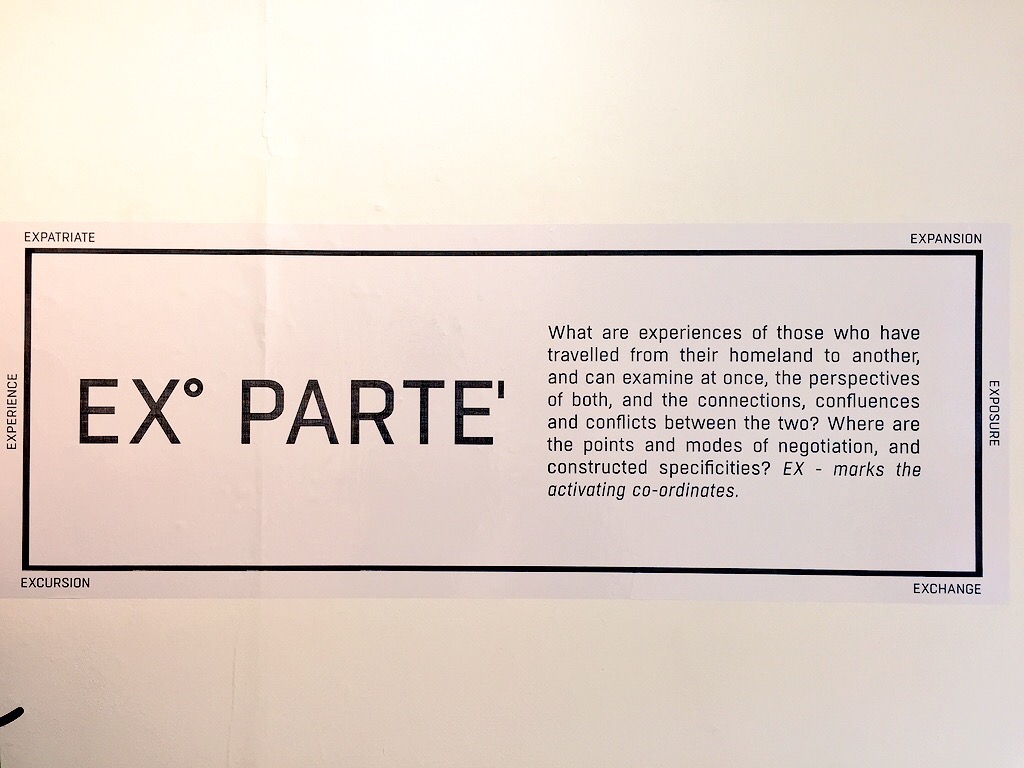 EXPATRIATE
EXPANSION
EXPERIENCE
EX° PARTE'
What are experiences of those who have
travelled from their homeland to another,
and can examine at once, the perspectives
of both, and the connections, confluences
and conflicts between the two? Where are
the points and modes of negotiation, and
constructed specificities? EX - marks the
activating co-ordinates.
EXPOSURE
EXCURSION
EXCHANGE